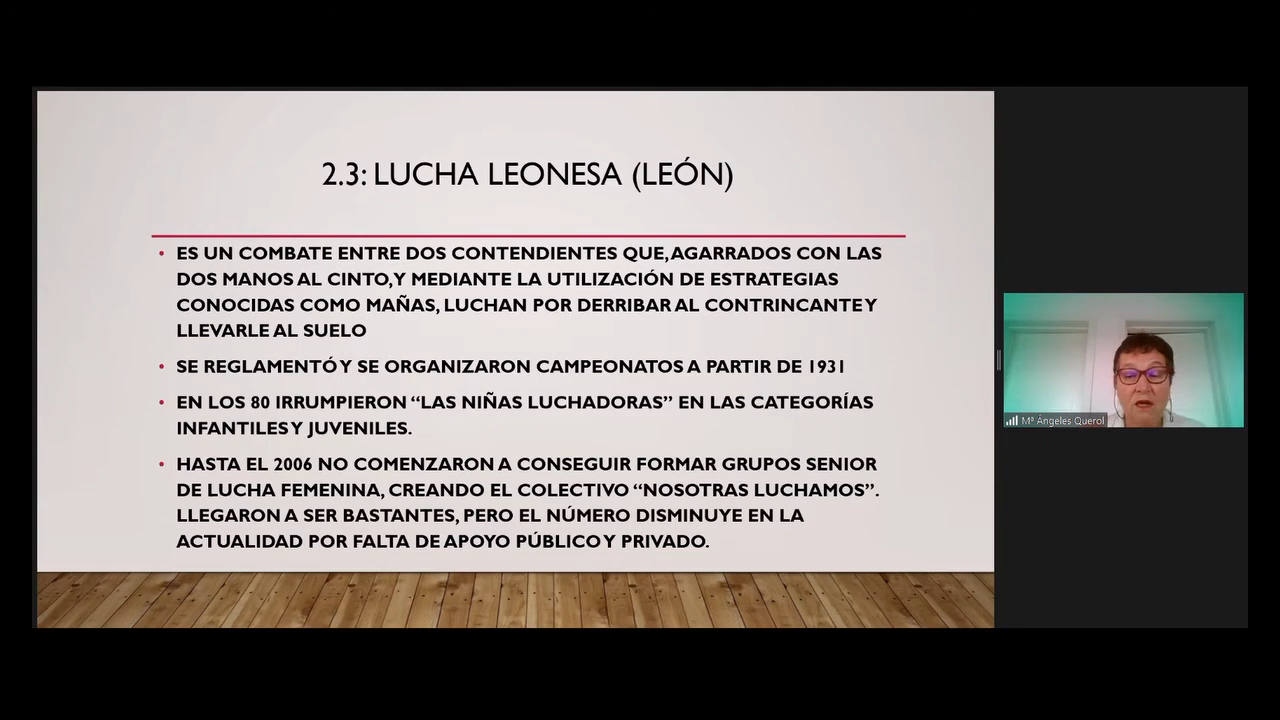 2.3: LUCHA LEONESA (LEÓN)
• ES UN COMBATE ENTRE DOS CONTENDIENTES QUE, AGARRADOS CON LAS
DOS MANOS AL CINTO, Y MEDIANTE LA UTILIZACIÓN DE ESTRATEGIAS
CONOCIDAS COMO MAÑAS, LUCHAN POR DERRIBAR AL CONTRINCANTE Y
LLEVARLE AL SUELO
• SE REGLAMENTÓ Y SE ORGANIZARON CAMPEONATOS A PARTIR DE 1931
• EN LOS 80 IRRUMPIERON “LAS NIÑAS LUCHADORAS” EN LAS CATEGORÍAS
INFANTILES Y JUVENILES.
• HASTA EL 2006 NO COMENZARON A CONSEGUIR FORMAR GRUPOS SENIOR
DE LUCHA FEMENINA, CREANDO EL COLECTIVO “NOSOTRAS LUCHAMOS”.
LLEGARON A SER BASTANTES, PERO EL NÚMERO DISMINUYE EN LA
ACTUALIDAD POR FALTA DE APOYO PÚBLICO Y PRIVADO.
Mª Ángeles Querol